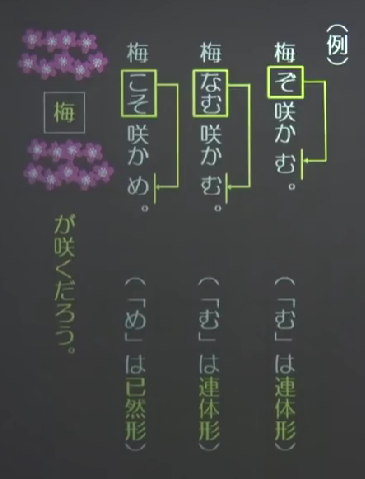 (例)
梅ぞ咲かむ。 (「む」は連体形)
梅なむ咲かむ。 (「む」は連体形)
梅こそ咲かめ。 (「め」は已然形)
梅が咲くだろう。